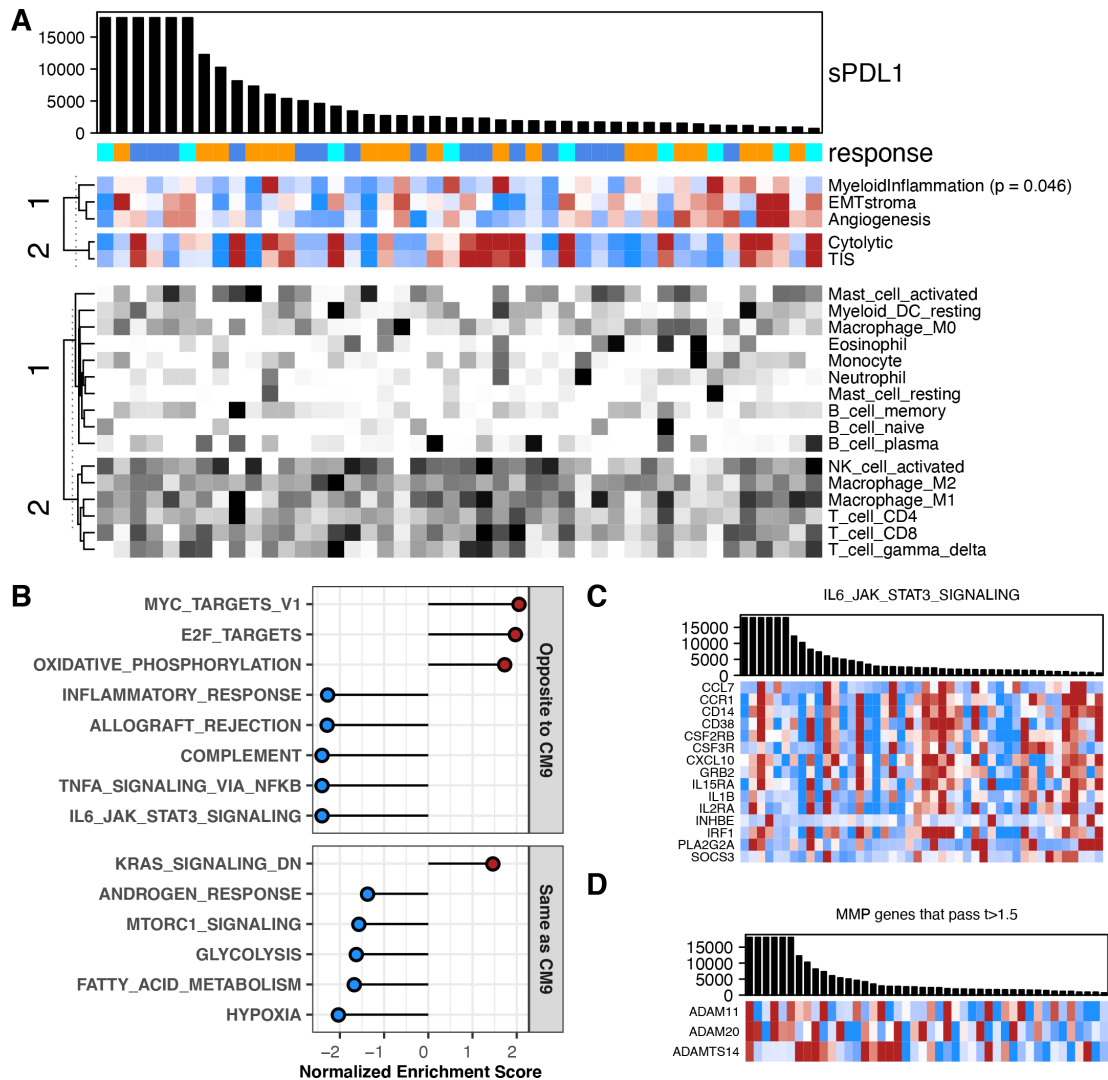 A
15000
10000
5000
0
sPDL1
response
1
MyeloidInflammation (p = 0.046)
EMTstroma
Angiogenesis
2
Cytolytic
TIS
1
Mast_cell_activated
Myeloid_DC_resting
Macrophage_M0
Eosinophil
Monocyte
Neutrophil
Mast_cell_resting
B_cell_memory
B_cell_naive
B_cell_plasma
2
NK_cell_activated
Macrophage_M2
Macrophage_M1
T_cell_CD4
T_cell_CD8
T_cell_gamma_delta
B
MYC_TARGETS_V1
E2F_TARGETS
OXIDATIVE_PHOSPHORYLATION
INFLAMMATORY_RESPONSE
ALLOGRAFT_REJECTION
COMPLEMENT
TNFA_SIGNALING_VIA_NFKB
IL6_JAK_STAT3_SIGNALING
Opposite to CM9
KRAS_SIGNALING_DN
ANDROGEN_RESPONSE
MTORC1_SIGNALING
GLYCOLYSIS
FATTY_ACID_METABOLISM
HYPOXIA
Same as CM9
−2 −1 0 1 2
Normalized Enrichment Score
C
IL6_JAK_STAT3_SIGNALING
15000
10000
5000
0
CCL7
CCR1
CD14
CD38
CSF2RB
CSF3R
CXCL10
GRB2
IL15RA
IL1B
IL2RA
INHBE
IRF1
PLA2G2A
SOCS3
D
MMP genes that pass t>1.5
15000
10000
5000
0
ADAM11
ADAM20
ADAMTS14